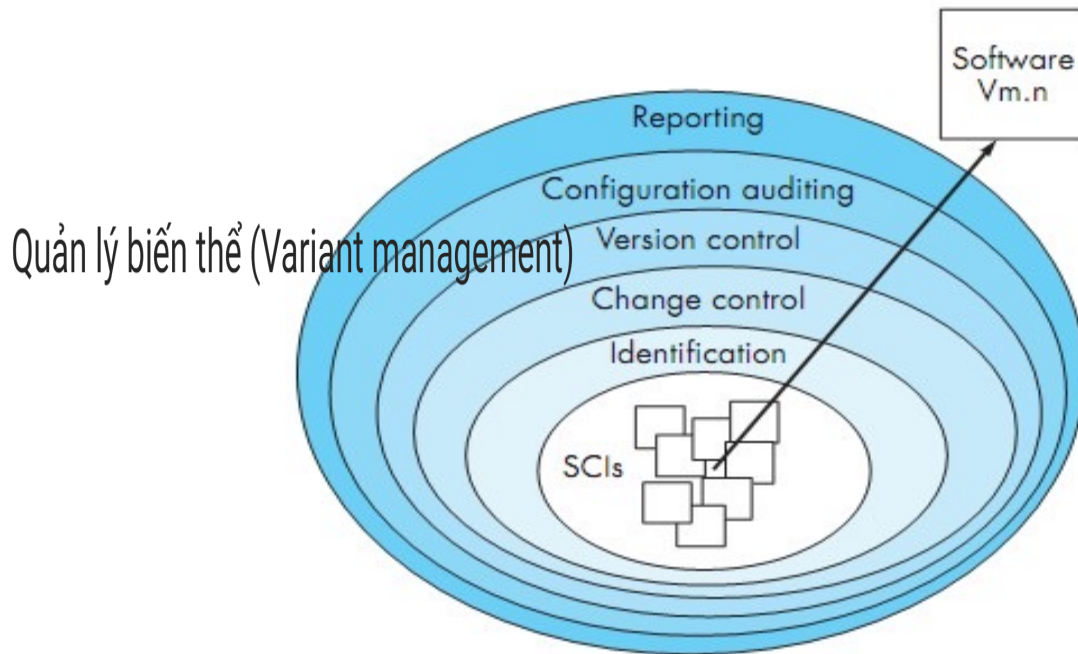 Software
Vm.n
Reporting
Configuration auditing
Quản lý biến thể (Variant management)
Version control
Change control
Identification
SCIs